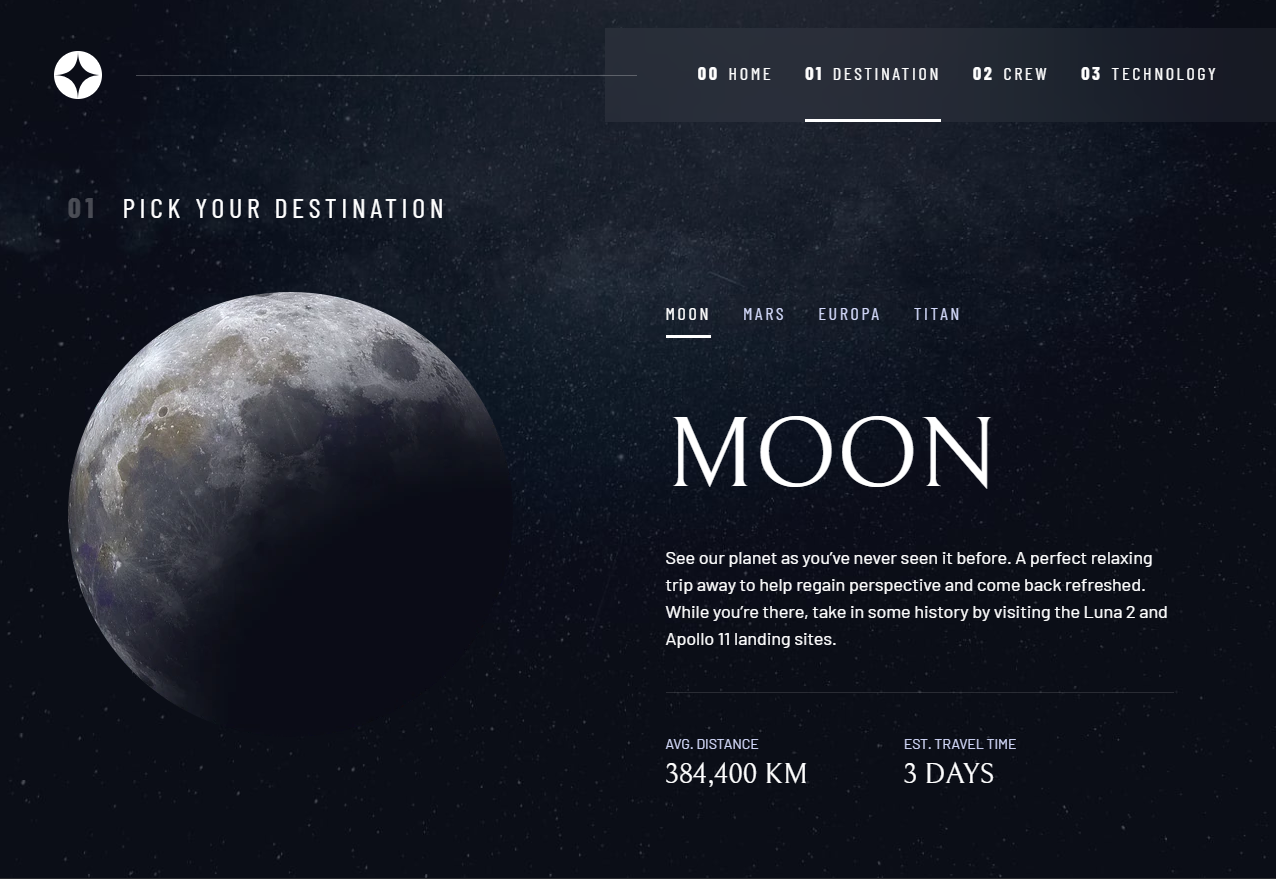 00 HOME 01 DESTINATION 02 CREW 03 TECHNOLOGY
01 PICK YOUR DESTINATION
MOON MARS EUROPA TITAN
MOON
See our planet as you’ve never seen it before. A perfect relaxing
trip away to help regain perspective and come back refreshed.
While you’re there, take in some history by visiting the Luna 2 and
Apollo 11 landing sites.
AVG. DISTANCE EST. TRAVEL TIME
384,400 KM 3 DAYS